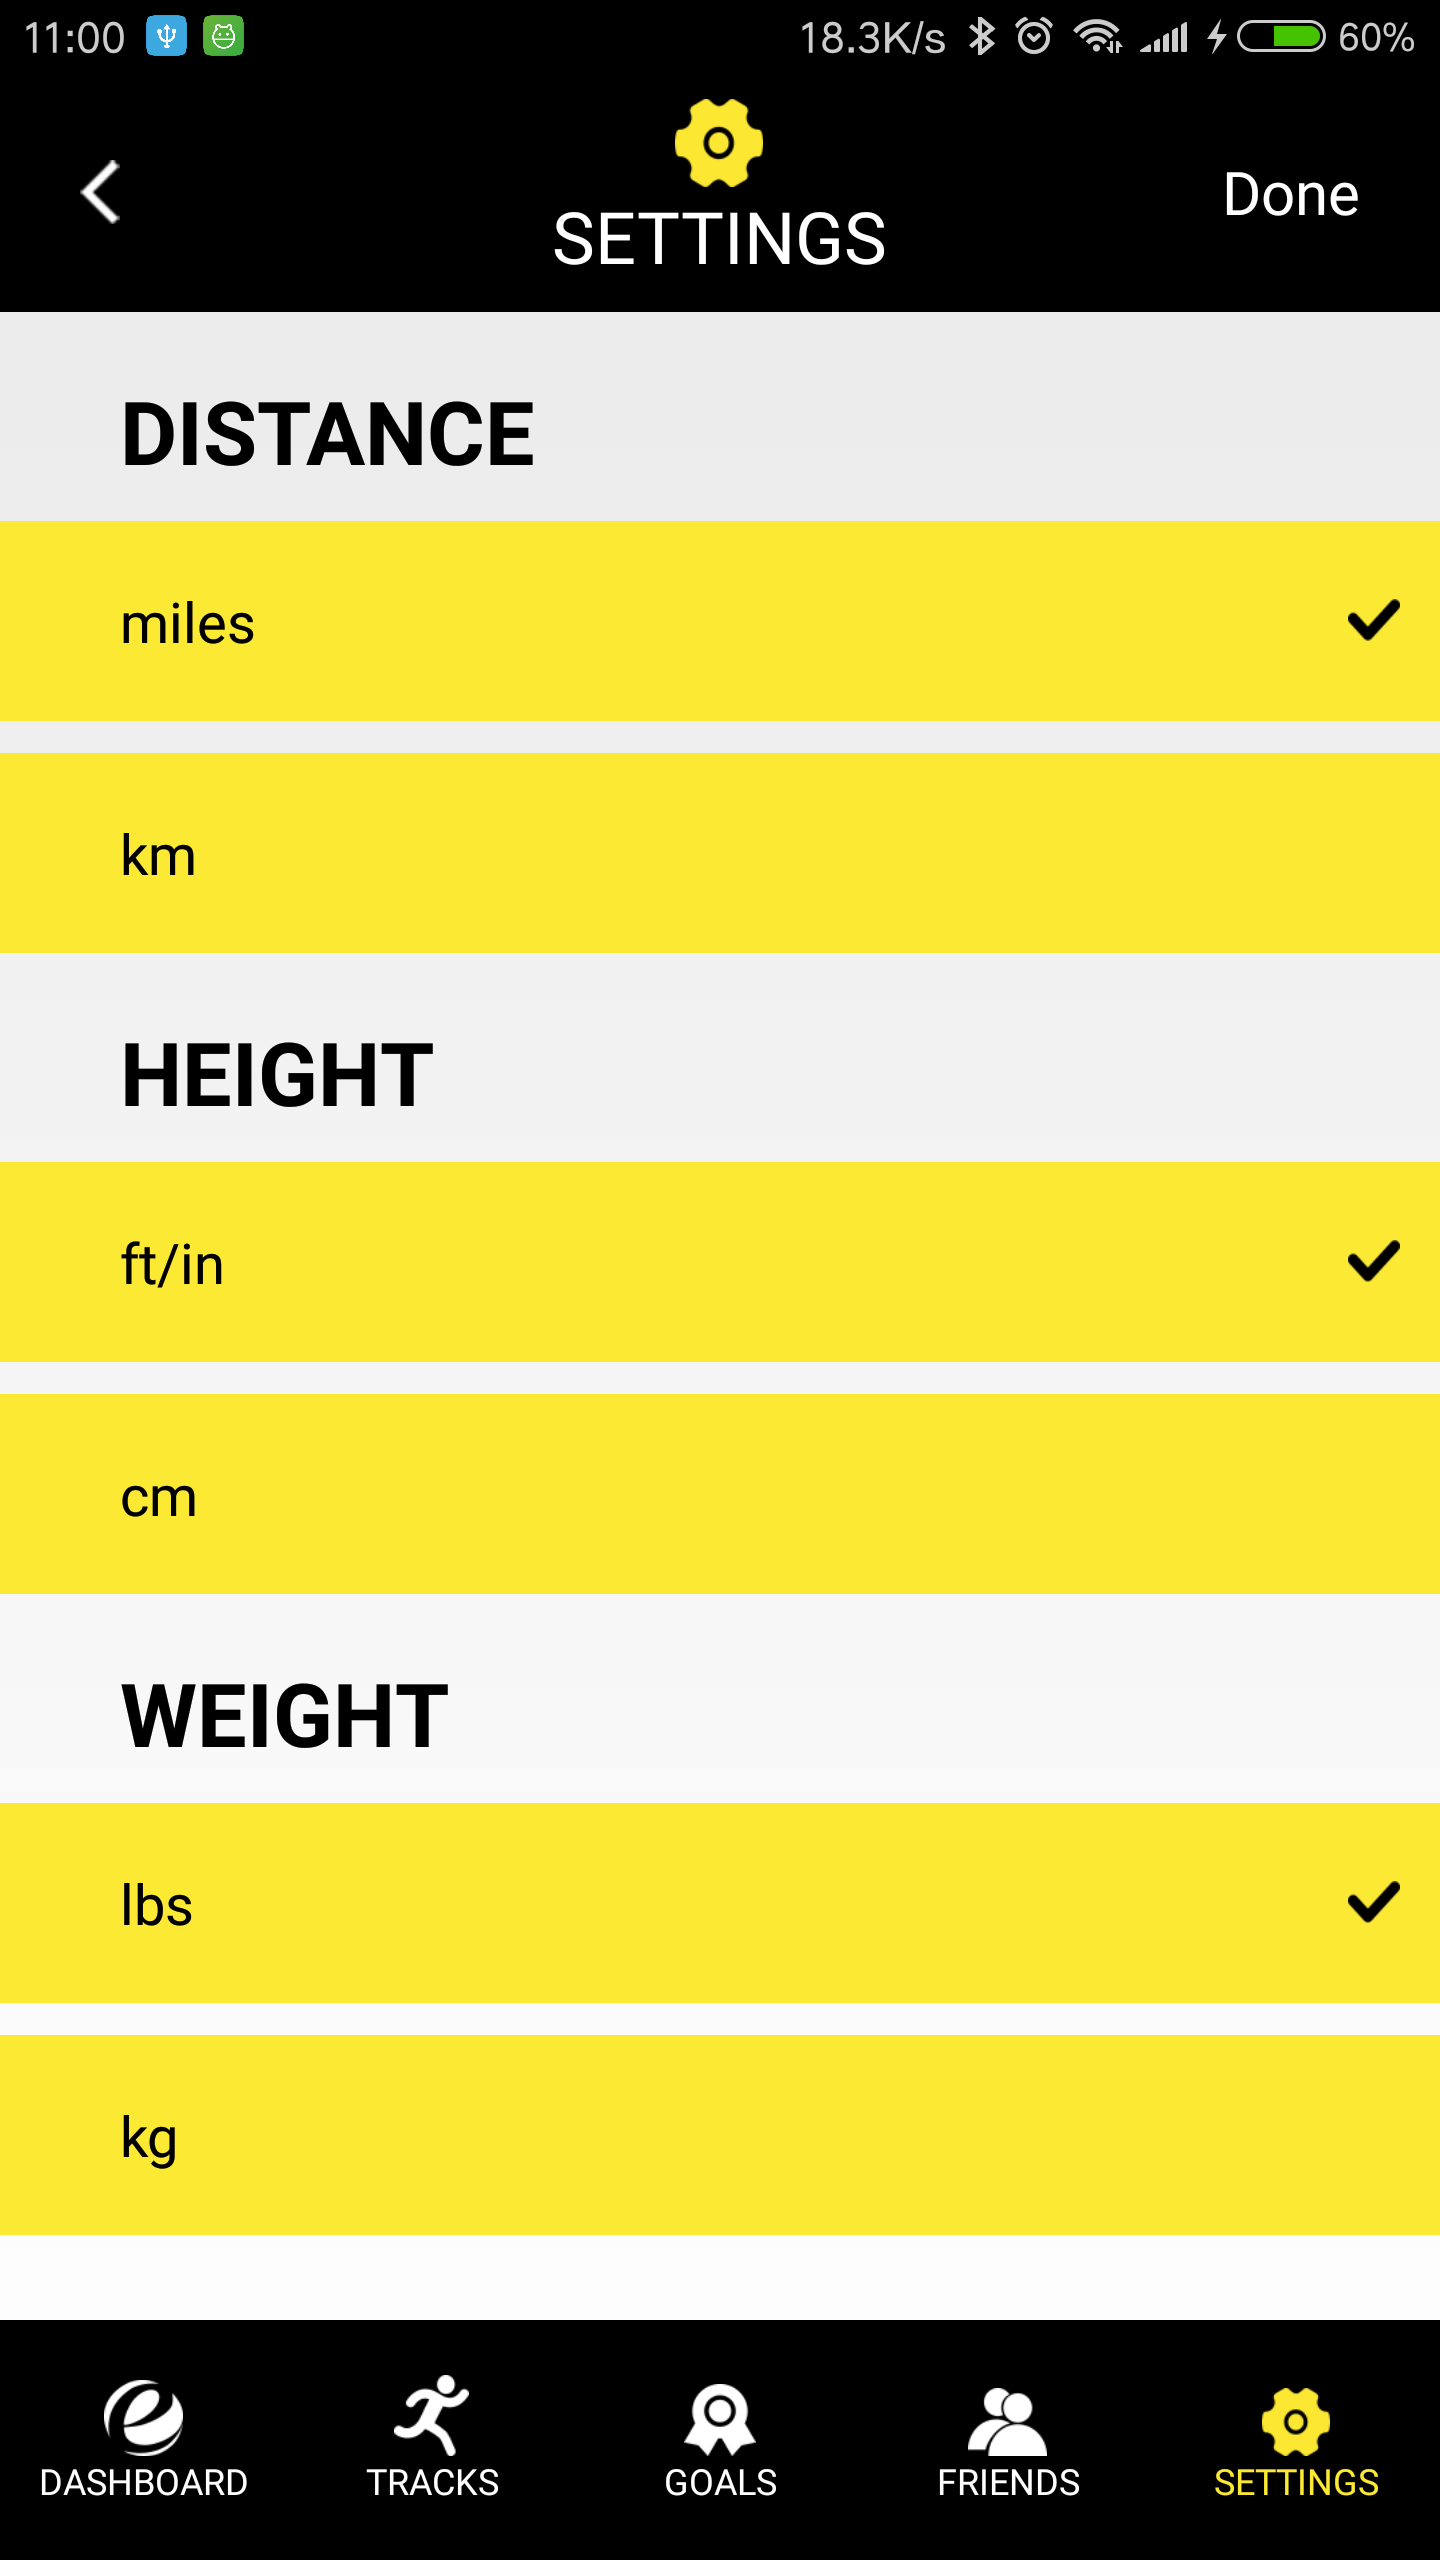 11:00 18.3K/s 60%
SETTINGS
Done
DISTANCE
miles
km
HEIGHT
ft/in
cm
WEIGHT
lbs
kg
DASHBOARD TRACKS GOALS FRIENDS SETTINGS